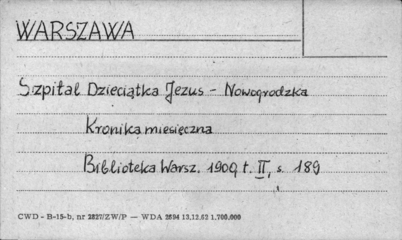 WARSZAWA
Szpital Dzieciątka Jezus - Nowogrodzka
Kronika miesięczna
Biblioteka Warsz. 1900 t. II, s. 189
CWD - B-15-b, nr 2827/ZW/P — WDA 2694 13.12.62 1.700.000